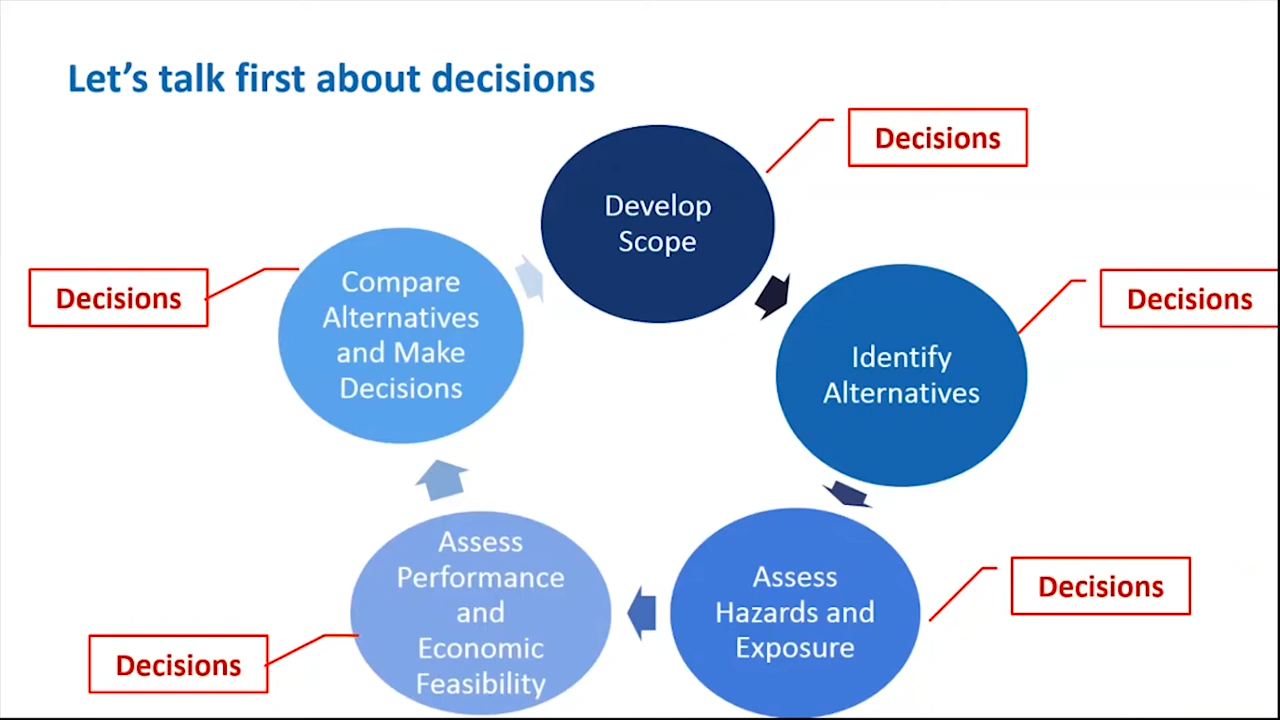 Let's talk first about decisions
Decisions
Develop
Scope
Decisions
Compare
Alternatives
and Make
Decisions
Decisions
Identify
Alternatives
Assess
Performance
and
Economic
Feasibility
Assess
Hazards and
Exposure
Decisions
Decisions